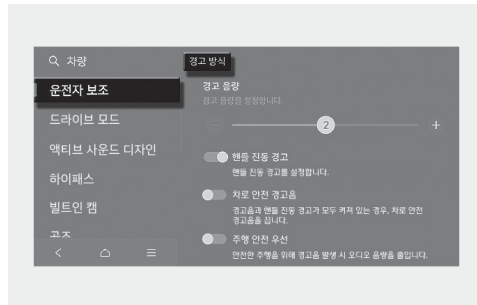 차량
운전자 보조
드라이브 모드
액티브 사운드 디자인
하이패스
빌트인 캠
공조
경고 방식
경고 음량
경고 음량을 설정합니다.
2
핸들 진동 경고
핸들 진동 경고를 설정합니다.
차로 안전 경고음
경고음과 핸들 진동 경고가 모두 켜져 있는 경우, 차로 안전
경고음을 끕니다.
주행 안전 우선
안전한 주행을 위해 경고음 발생 시 오디오 음량을 줄입니다.